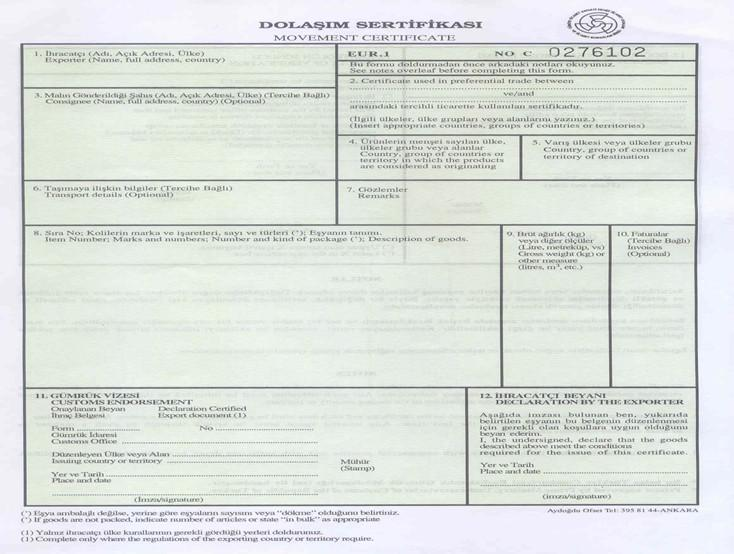 DOLAŞIM SERTİFİKASI
MOVEMENT CERTIFICATE
1. İhracatçı (Adı, Açık Adresi, Ülke)
Exporter (Name, full address, country)
EUR.1 NO C 0276102
Bu formu doldurmadan önce arkadaki notları okuyunuz.
See notes overleaf before completing this form.
2. Certificate used in preferential trade between
ve/and
arasındaki tercihli ticarette kullanılan sertifikadır.
(İlgili ülkeler, ülke grupları veya alanlarını yazınız.)
(Insert appropriate countries, groups of countries or territories)
3. Malın Gönderildiği Şahıs (Adı, Açık Adresi, Ülke) (Tercihe Bağlı)
Consignee (Name, full address, country) (Optional)
4. Ürünlerin menşei sayılan ülke,
ülkeler grubu veya alanlar
Country, group of countries or
territory in which the products
are considered as originating
5. Varış ülkesi veya ülkeler grubu
Country, group of countries or
territory of destination
6. Taşımaya ilişkin bilgiler (Tercihe Bağlı)
Transport details (Optional)
7. Gözlemler
Remarks
8. Sıra No; Kolilerin marka ve işaretleri, sayı ve türleri (*); Eşyanın tanımı.
Item Number; Marks and numbers; Number and kind of package (*); Description of goods.
9. Brüt ağırlık (kg)
veya diğer ölçüler
(Litre, metreküp, vs)
Gross weight (kg) or
other measure
(litres, m³, etc.)
10. Faturalar
(Tercihe Bağlı)
Invoices
(Optional)
11. GÜMRÜK VİZESİ
CUSTOMS ENDORSEMENT
Onaylanan Beyan Declaration Certified
İhraç Belgesi Export document (1)
Form No
Gümrük İdaresi
Customs Office
Düzenleyen Ülke veya Alan
Issuing country or territory
Yer ve Tarih
Place and date
(İmza/signature)
Mühür
(Stamp)
12. İHRACATÇI BEYANI
DECLARATION BY THE EXPORTER
Aşağıda imzası bulunan ben, yukarıda
belirtilen eşyanın bu belgenin düzenlenmesi
için gerekli olan koşullara uygun olduğunu
beyan ederim.
I, the undersigned, declare that the goods
described above meet the conditions
required for the issue of this certificate.
Yer ve Tarih
Place and date
(imza/signature)
(*) Eşya ambalajlı değilse, yerine göre eşyaların sayısını veya "dökme" olduğunu belirtiniz.
(*) If goods are not packed, indicate number of articles or state "in bulk" as appropriate
Aydoğdu Ofset Tel: 395 81 44-ANKARA
(1) Yalnız ihracatçı ülke kurallarının gerekli gördüğü yerleri doldurunuz.
(1) Complete only where the regulations of the exporting country or territory require.